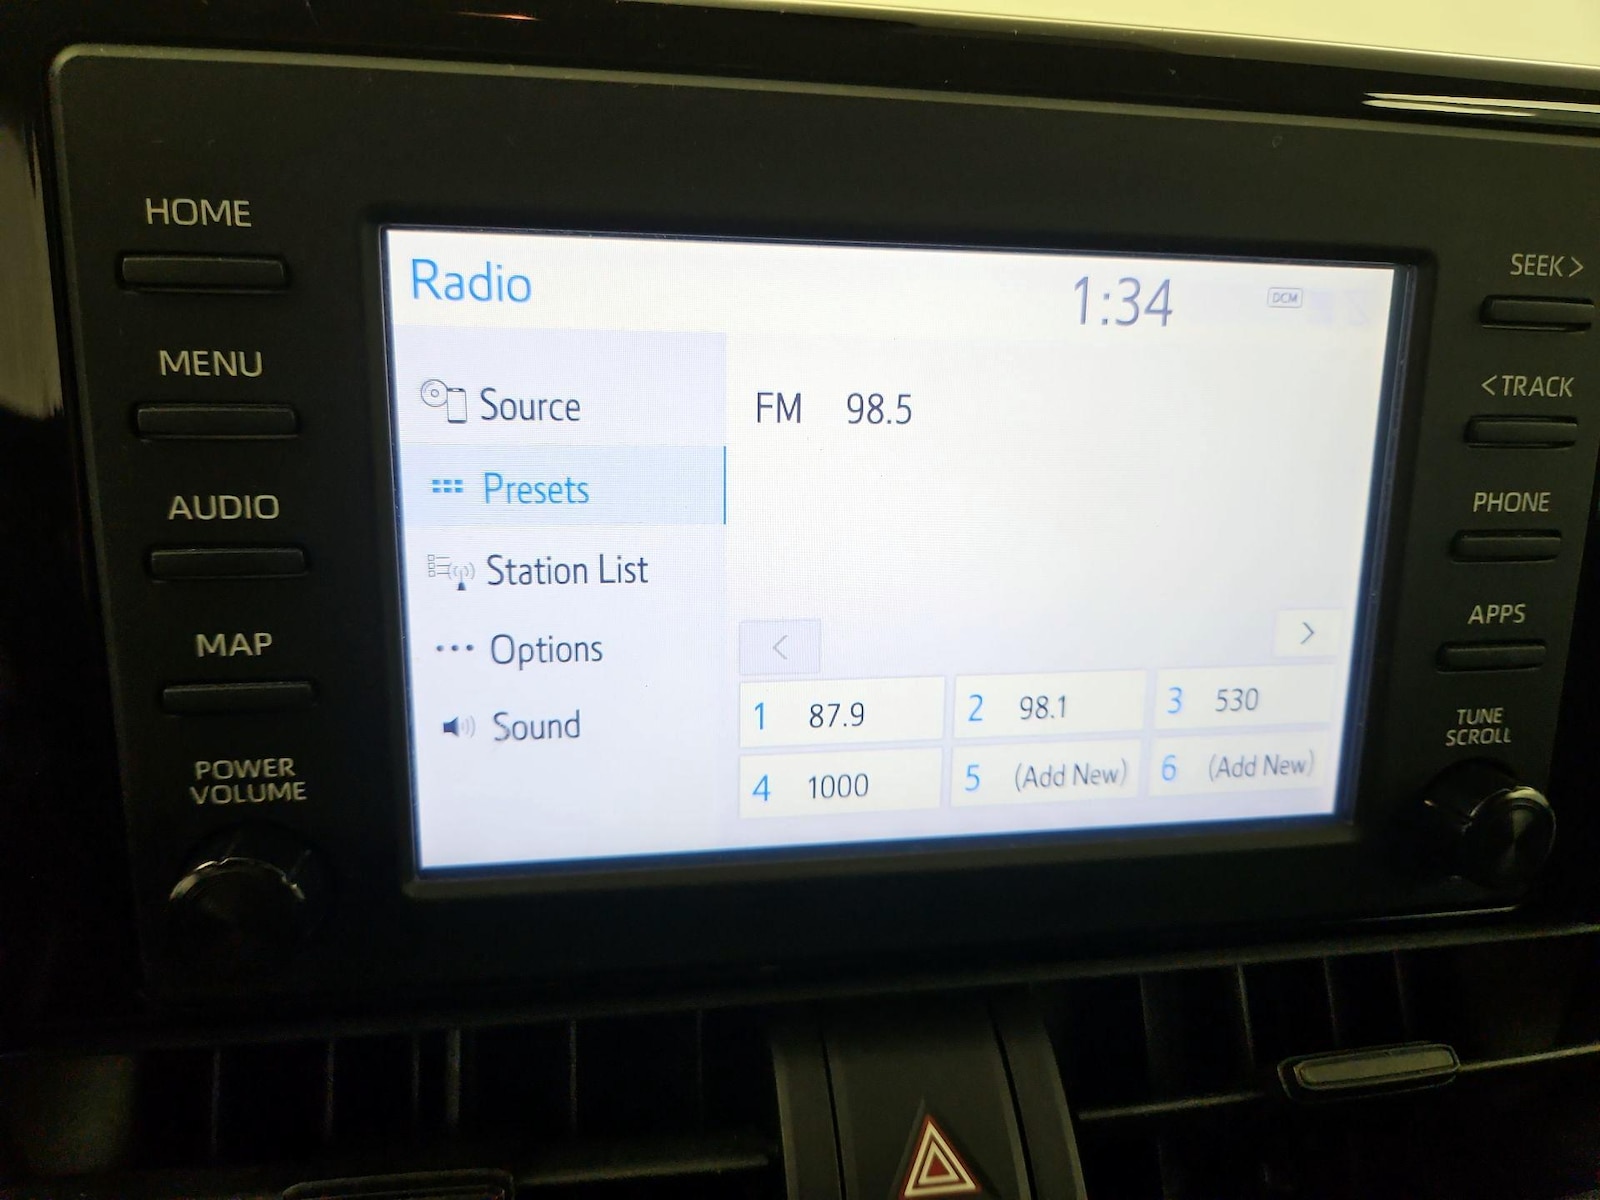 HOME
MENU
AUDIO
MAP
POWER
VOLUME
Radio
1:34
DCM
Source
Presets
Station List
Options
Sound
FM 98.5
<
>
1 87.9
2 98.1
3 530
4 1000
5 (Add New)
6 (Add New)
SEEK >
< TRACK
PHONE
APPS
TUNE
SCROLL